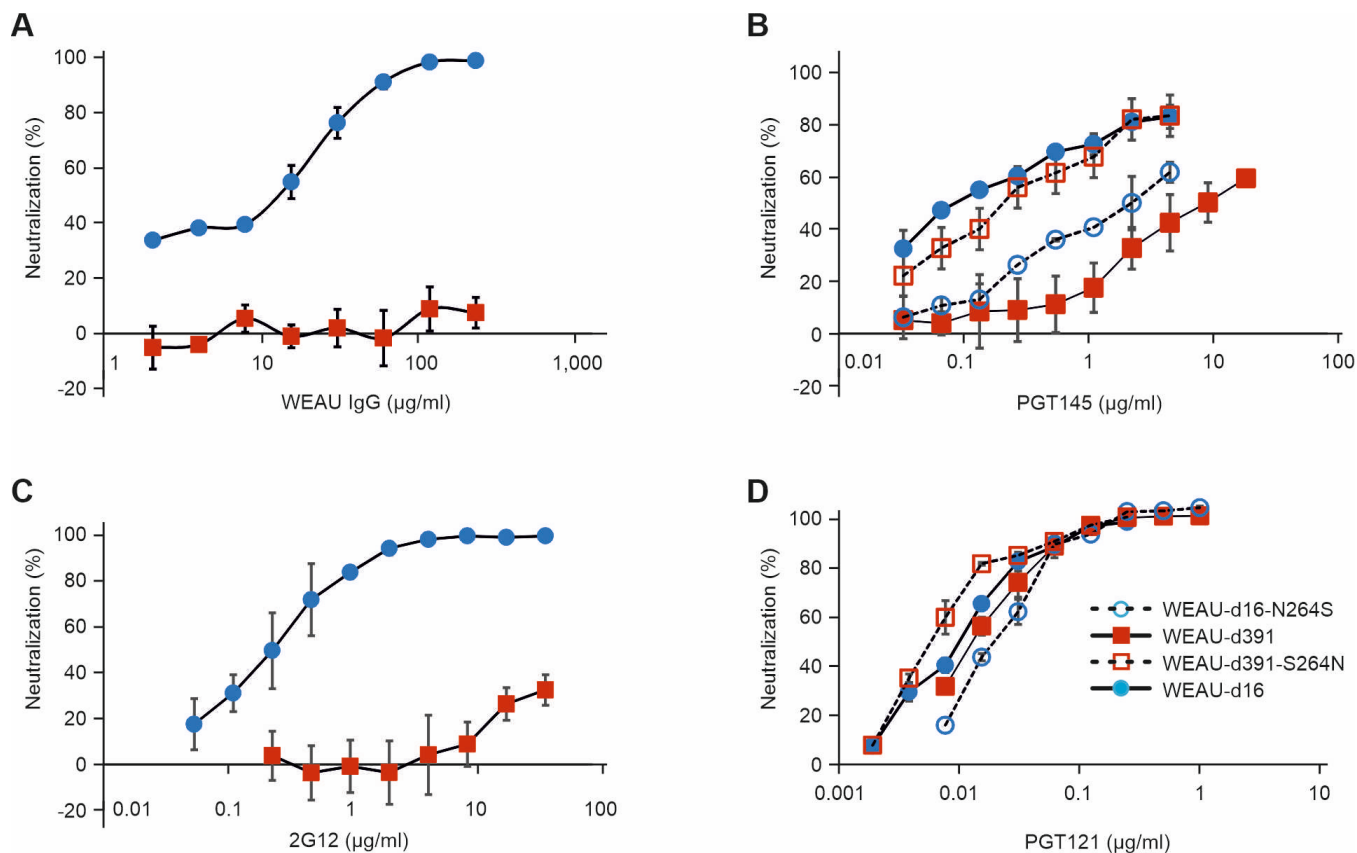 A
100
80
60
40
20
0
-20
Neutralization (%)
1
10
100
1,000
WEAU IgG (µg/ml)
B
100
80
60
40
20
0
-20
Neutralization (%)
0.01
0.1
1
10
100
PGT145 (µg/ml)
C
100
80
60
40
20
0
-20
Neutralization (%)
0.01
0.1
1
10
100
2G12 (µg/ml)
D
100
80
60
40
20
0
Neutralization (%)
0.001
0.01
0.1
1
10
PGT121 (µg/ml)
WEAU-d16-N264S
WEAU-d391
WEAU-d391-S264N
WEAU-d16